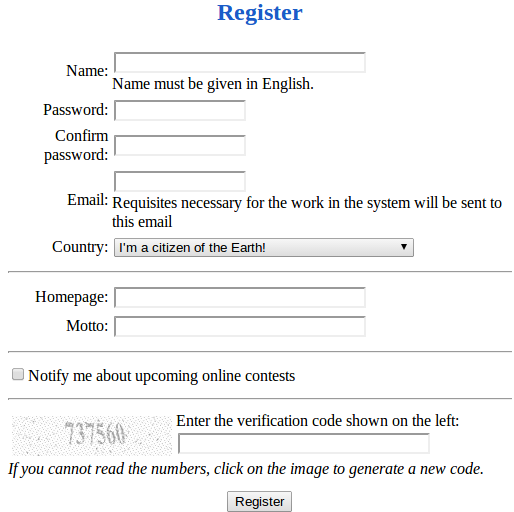 Register
Name:
Name must be given in English.
Password:
Confirm
password:
Email:
Requisites necessary for the work in the system will be sent to
this email
Country: I'm a citizen of the Earth!
Homepage:
Motto:
Notify me about upcoming online contests
737560 Enter the verification code shown on the left:
If you cannot read the numbers, click on the image to generate a new code.
Register